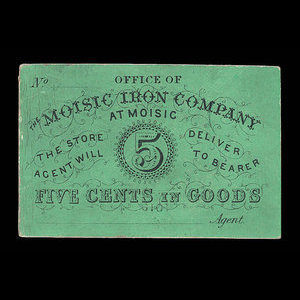 No
OFFICE OF
THE MOISIC IRON COMPANY
AT MOISIC
THE STORE
AGENT WILL
5
DELIVER
TO BEARER
FIVE CENTS IN GOODS
Agent.